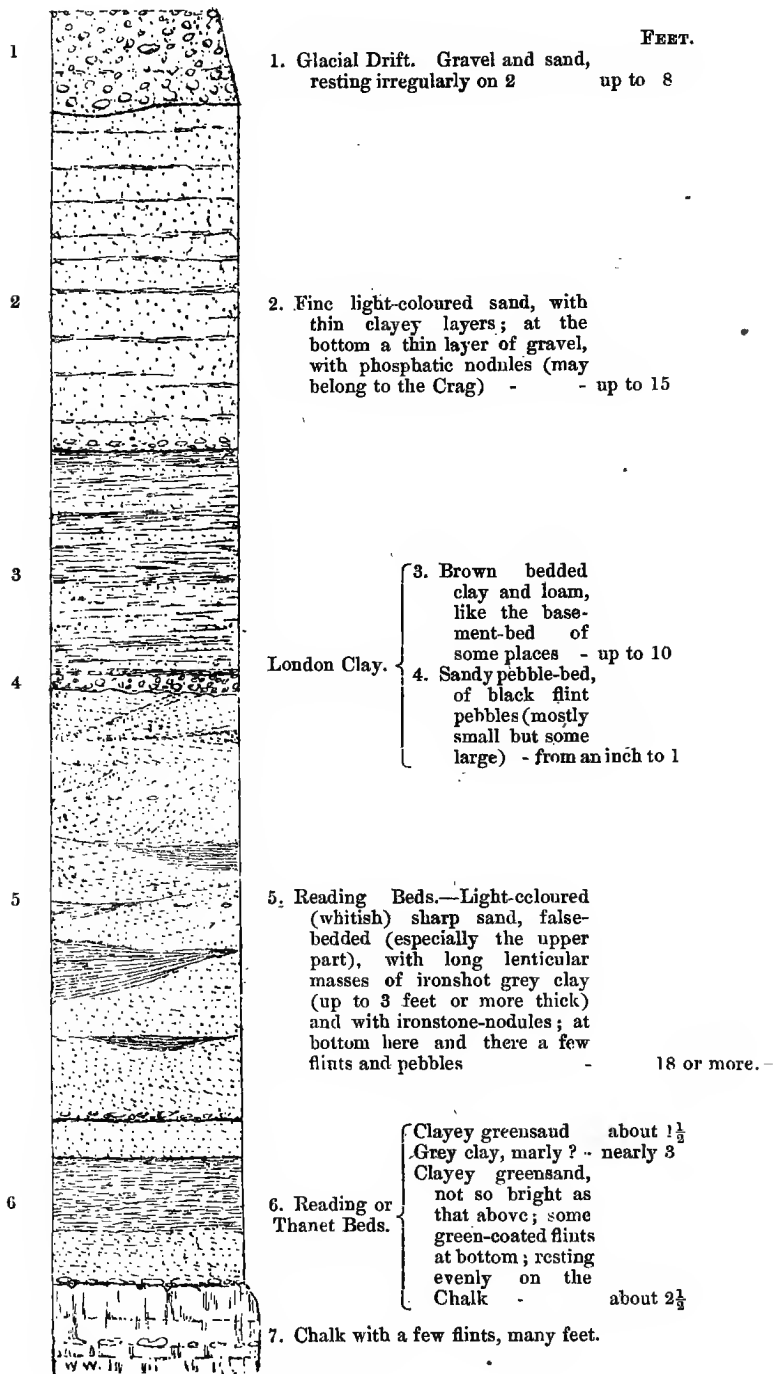 FEET.
1
1. Glacial Drift. Gravel and sand,
resting irregularly on 2 up to 8
2
2. Fine light-coloured sand, with
thin clayey layers; at the
bottom a thin layer of gravel,
with phosphatic nodules (may
belong to the Crag) - - up to 15
3
London Clay.
3. Brown bedded
clay and loam,
like the base-
ment-bed of
some places - up to 10
4
4. Sandy pebble-bed,
of black flint
pebbles (mostly
small but some
large) - from an inch to 1
5
5. Reading Beds.—Light-coloured
(whitish) sharp sand, false-
bedded (especially the upper
part), with long lenticular
masses of ironshot grey clay
(up to 3 feet or more thick)
and with ironstone-nodules; at
bottom here and there a few
flints and pebbles - 18 or more.
6
6. Reading or
Thanet Beds.
Clayey greensand about 1½
Grey clay, marly? - nearly 3
Clayey greensand,
not so bright as
that above; some
green-coated flints
at bottom; resting
evenly on the
Chalk - about 2½
7. Chalk with a few flints, many feet.